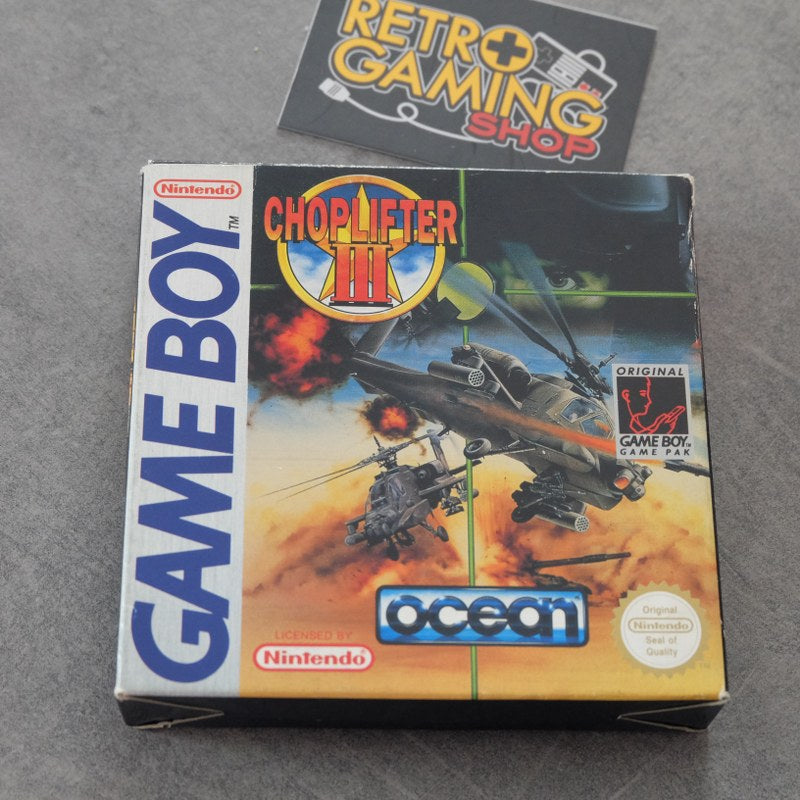 RETRO
GAMING
SHOP
Nintendo
GAME BOY
TM
CHOPLIFTER
III
ORIGINAL
GAME BOY
TM
GAME PAK
ocean
LICENSED BY
Nintendo
Original
Nintendo
Seal of
Quality